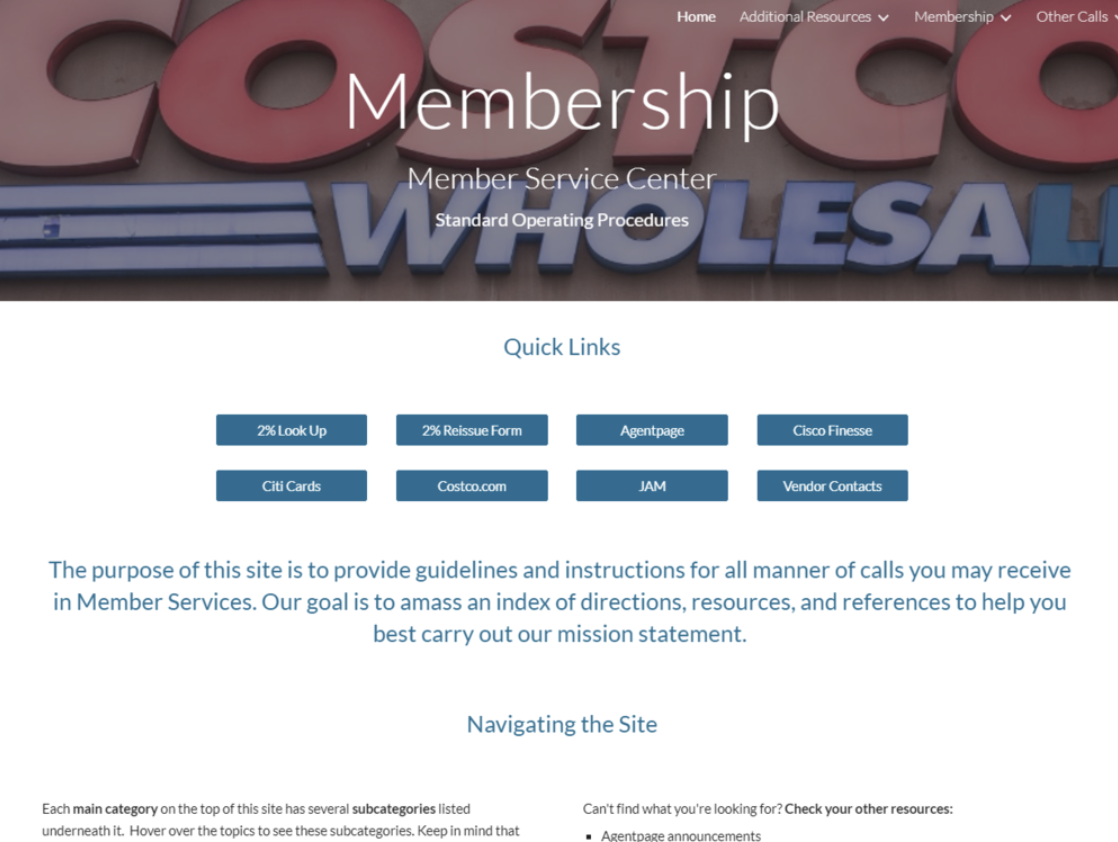 Home Additional Resources Membership Other Calls
COSTCO
WHOLESAL
Membership
Member Service Center
Standard Operating Procedures
Quick Links
2% Look Up 2% Reissue Form Agentpage Cisco Finesse
Citi Cards Costco.com JAM Vendor Contacts
The purpose of this site is to provide guidelines and instructions for all manner of calls you may receive
in Member Services. Our goal is to amass an index of directions, resources, and references to help you
best carry out our mission statement.
Navigating the Site
Each main category on the top of this site has several subcategories listed
underneath it. Hover over the topics to see these subcategories. Keep in mind that
Can't find what you're looking for? Check your other resources:
▪ Agentpage announcements